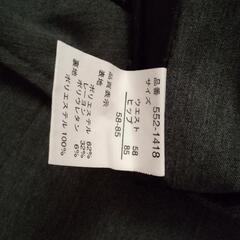 品番 552-1418
サイズ
ウエスト 58
ヒップ 85
58-85
品質表示
表地
ポリエステル 62%
レーヨン 32%
ポリウレタン 6%
裏地
ポリエステル 100%